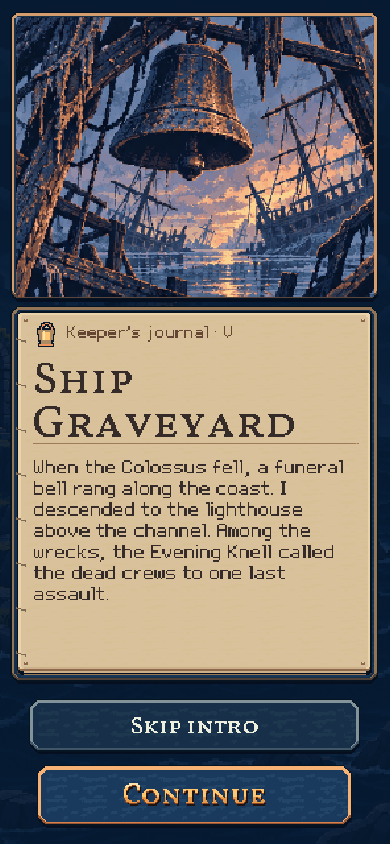 Keeper's journal · V
Ship
Graveyard
When the Colossus fell, a funeral
bell rang along the coast. I
descended to the lighthouse
above the channel. Among the
wrecks, the Evening Knell called
the dead crews to one last
assault.
Skip intro
Continue